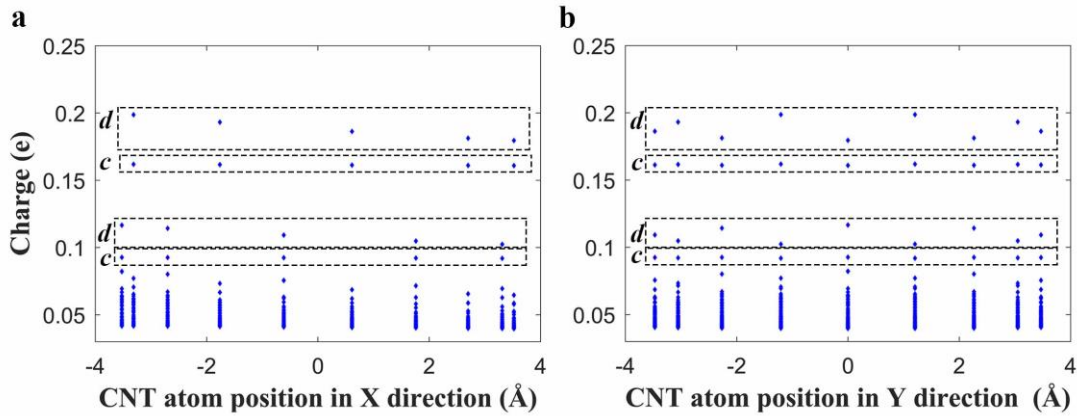 a
0.25
0.2
0.15
0.1
0.05
d
c
d
c
Charge (e)
-4
-2
0
2
4
CNT atom position in X direction (Å)
b
0.25
0.2
0.15
0.1
0.05
d
c
d
c
-4
-2
0
2
4
CNT atom position in Y direction (Å)